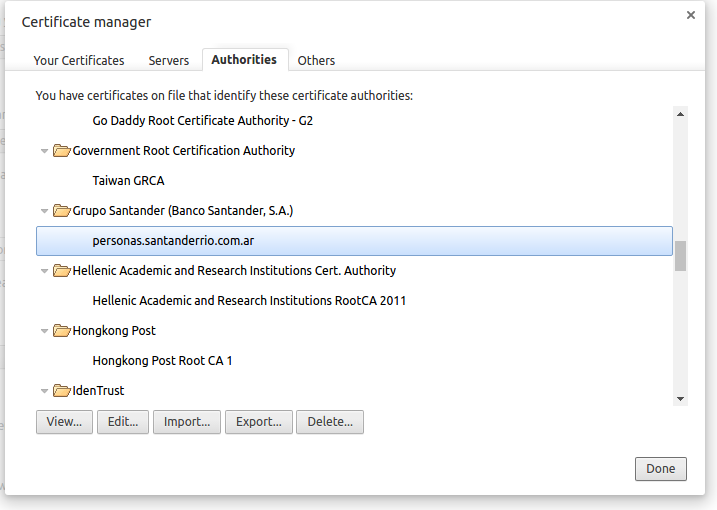 Certificate manager
Your Certificates Servers Authorities Others
You have certificates on file that identify these certificate authorities:
Go Daddy Root Certificate Authority - G2
Government Root Certification Authority
Taiwan GRCA
Grupo Santander (Banco Santander, S.A.)
personas.santanderrio.com.ar
Hellenic Academic and Research Institutions Cert. Authority
Hellenic Academic and Research Institutions RootCA 2011
Hongkong Post
Hongkong Post Root CA 1
IdenTrust
View... Edit... Import... Export... Delete...
Done